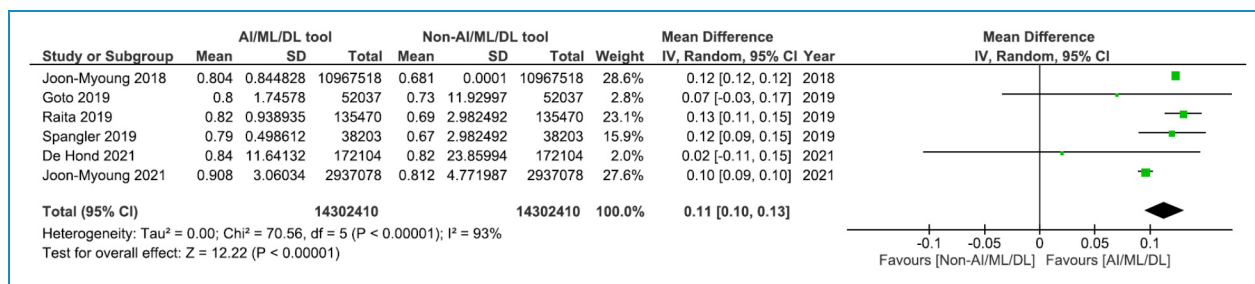 AI/ML/DL tool Non-AI/ML/DL tool Mean Difference Mean Difference
Study or Subgroup Mean SD Total Mean SD Total Weight IV, Random, 95% CI Year IV, Random, 95% CI
Joon-Myoung 2018 0.804 0.844828 10967518 0.681 0.0001 10967518 28.6% 0.12 [0.12, 0.12] 2018
Goto 2019 0.8 1.74578 52037 0.73 11.92997 52037 2.8% 0.07 [-0.03, 0.17] 2019
Raita 2019 0.82 0.938935 135470 0.69 2.982492 135470 23.1% 0.13 [0.11, 0.15] 2019
Spangler 2019 0.79 0.498612 38203 0.67 2.982492 38203 15.9% 0.12 [0.09, 0.15] 2019
De Hond 2021 0.84 11.64132 172104 0.82 23.85994 172104 2.0% 0.02 [-0.11, 0.15] 2021
Joon-Myoung 2021 0.908 3.06034 2937078 0.812 4.771987 2937078 27.6% 0.10 [0.09, 0.10] 2021
Total (95% CI) 14302410 14302410 100.0% 0.11 [0.10, 0.13]
Heterogeneity: Tau² = 0.00; Chi² = 70.56, df = 5 (P < 0.00001); I² = 93%
Test for overall effect: Z = 12.22 (P < 0.00001)
-0.1 -0.05 0 0.05 0.1
Favours [Non-AI/ML/DL] Favours [AI/ML/DL]